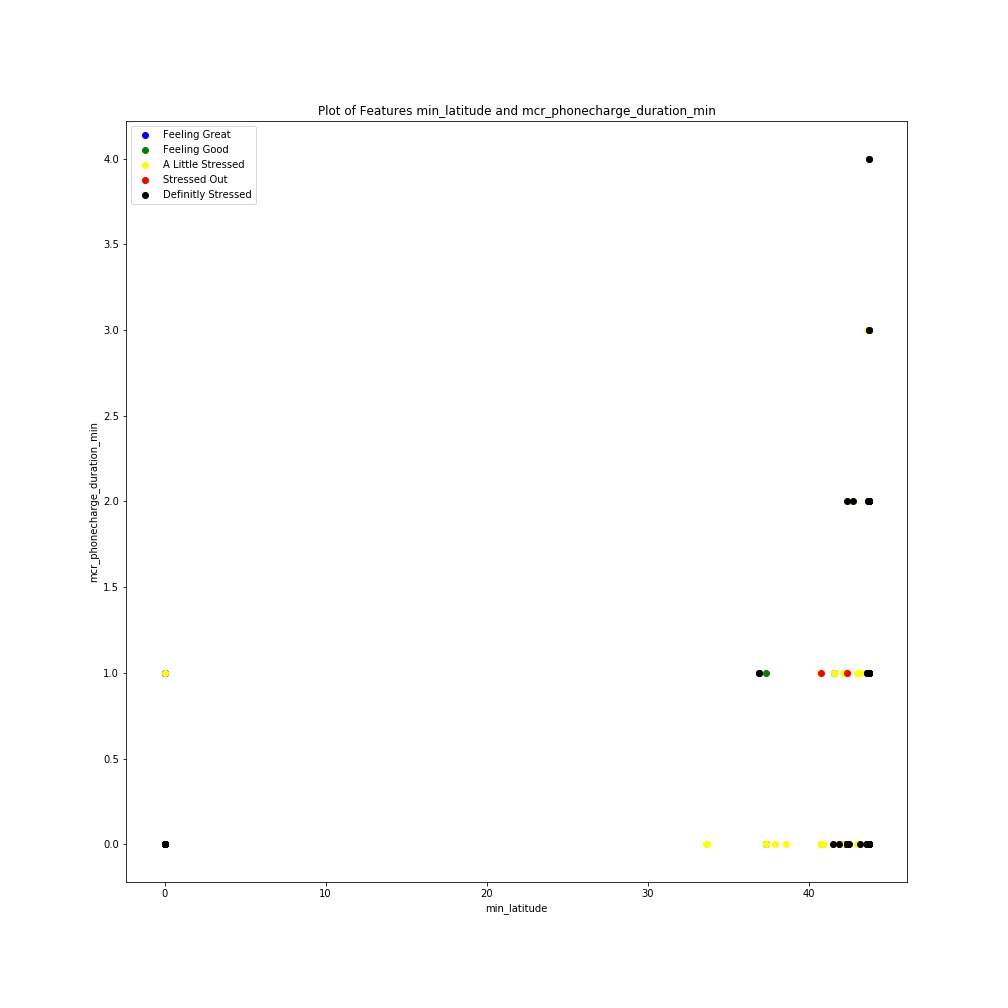 Plot of Features min_latitude and mcr_phonecharge_duration_min
Feeling Great
Feeling Good
A Little Stressed
Stressed Out
Definitly Stressed
4.0
3.5
3.0
2.5
2.0
1.5
1.0
0.5
0.0
mcr_phonecharge_duration_min
0 10 20 30 40
min_latitude